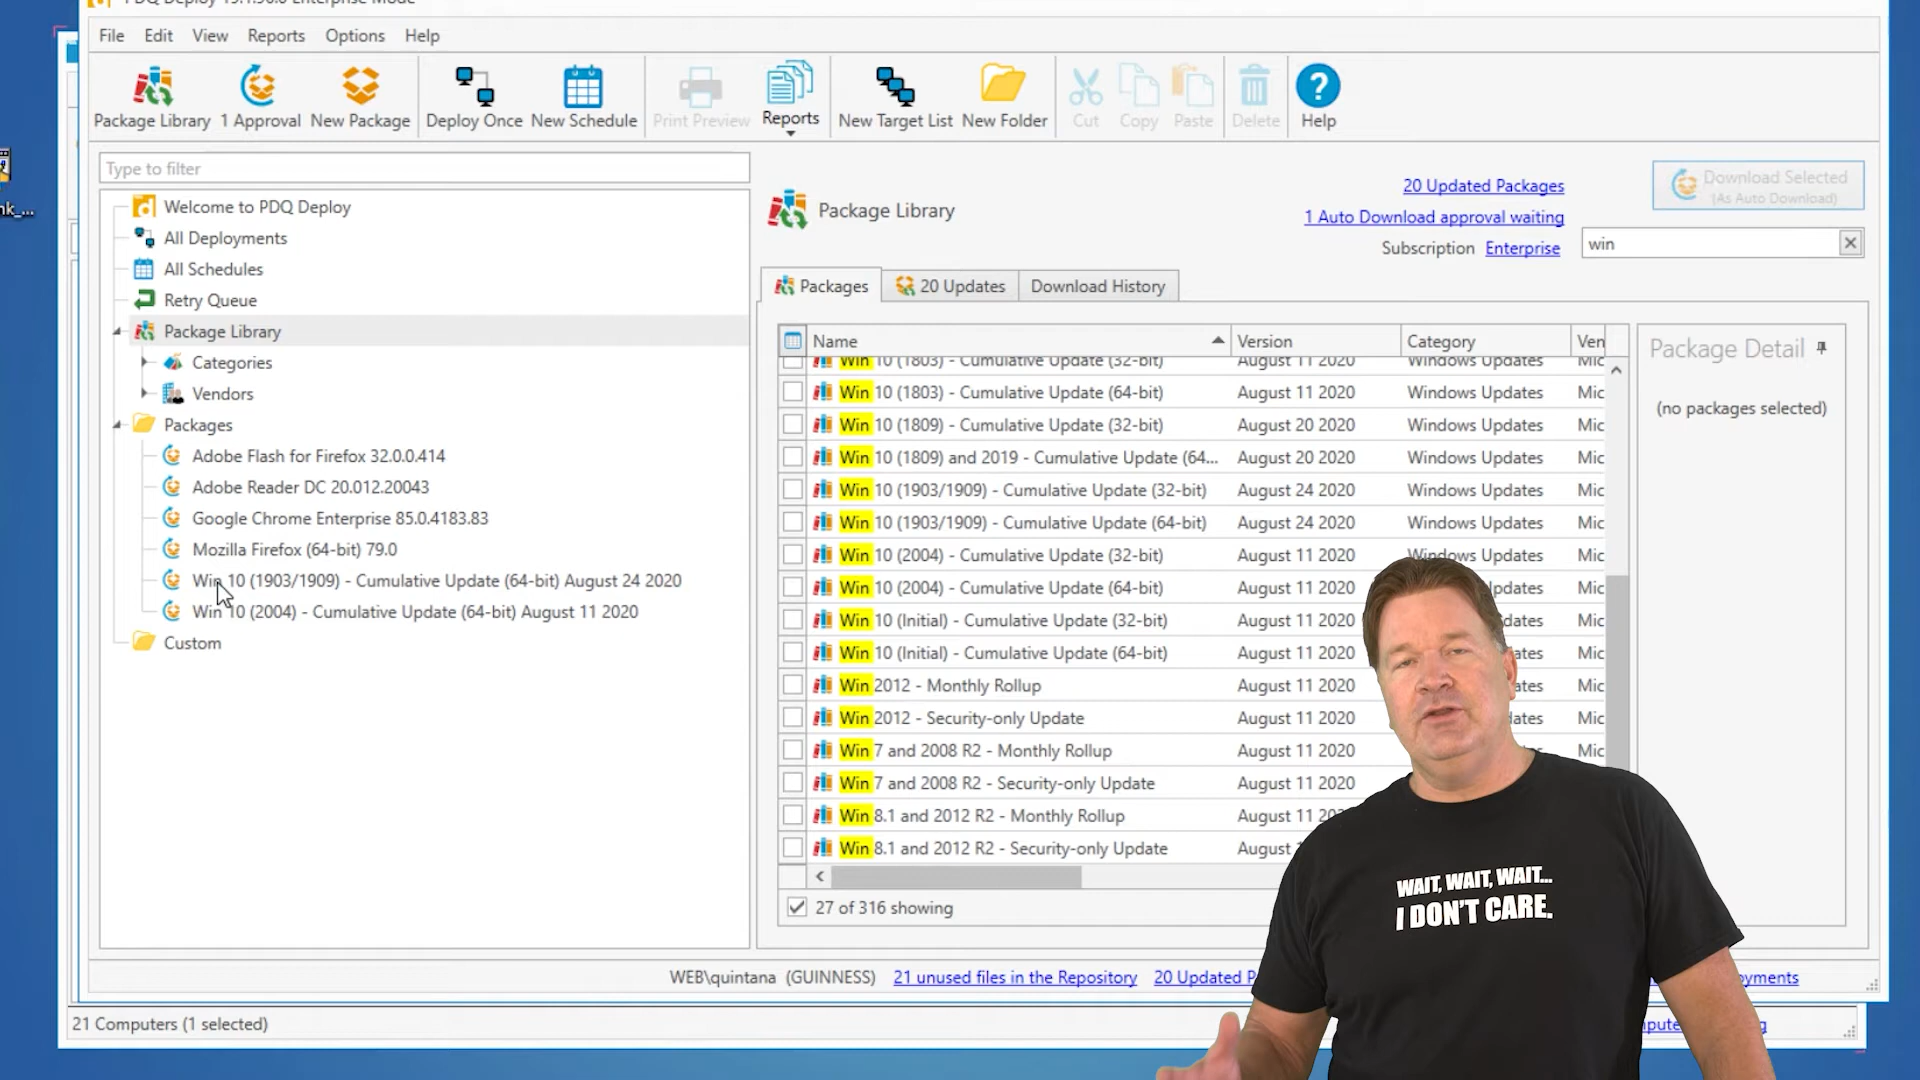 PDQ Deploy 19.1.96.0 Enterprise Mode
File Edit View Reports Options Help
Package Library 1 Approval New Package Deploy Once New Schedule Print Preview Reports New Target List New Folder Cut Copy Paste Delete Help
Type to filter
Welcome to PDQ Deploy
All Deployments
All Schedules
Retry Queue
Package Library
Categories
Vendors
Packages
Adobe Flash for Firefox 32.0.0.414
Adobe Reader DC 20.012.20043
Google Chrome Enterprise 85.0.4183.83
Mozilla Firefox (64-bit) 79.0
Win 10 (1903/1909) - Cumulative Update (64-bit) August 24 2020
Win 10 (2004) - Cumulative Update (64-bit) August 11 2020
Custom
Package Library
20 Updated Packages
1 Auto Download approval waiting
Subscription Enterprise
Download Selected
(As Auto Download)
win
Packages 20 Updates Download History
Name Version Category Ven
Win 10 (1803) - Cumulative Update (32-bit) August 11 2020 Windows Updates Mic
Win 10 (1803) - Cumulative Update (64-bit) August 11 2020 Windows Updates Mic
Win 10 (1809) - Cumulative Update (32-bit) August 20 2020 Windows Updates Mic
Win 10 (1809) and 2019 - Cumulative Update (64... August 20 2020 Windows Updates Mic
Win 10 (1903/1909) - Cumulative Update (32-bit) August 24 2020 Windows Updates Mic
Win 10 (1903/1909) - Cumulative Update (64-bit) August 24 2020 Windows Updates Mic
Win 10 (2004) - Cumulative Update (32-bit) August 11 2020 Windows Updates Mic
Win 10 (2004) - Cumulative Update (64-bit) August 11 2020 pdates Mic
Win 10 (Initial) - Cumulative Update (32-bit) August 11 2020 pdates Mic
Win 10 (Initial) - Cumulative Update (64-bit) August 11 2020 dates Mic
Win 2012 - Monthly Rollup August 11 2020 ates Mic
Win 2012 - Security-only Update August 11 2020 dates Mic
Win 7 and 2008 R2 - Monthly Rollup August 11 2020 Mic
Win 7 and 2008 R2 - Security-only Update August 11 2020
Win 8.1 and 2012 R2 - Monthly Rollup August 11 202
Win 8.1 and 2012 R2 - Security-only Update August
27 of 316 showing
Package Detail
(no packages selected)
WAIT, WAIT, WAIT...
I DON'T CARE.
WEB\quintana (GUINNESS) 21 unused files in the Repository 20 Updated P oyments
21 Computers (1 selected)
nk_...